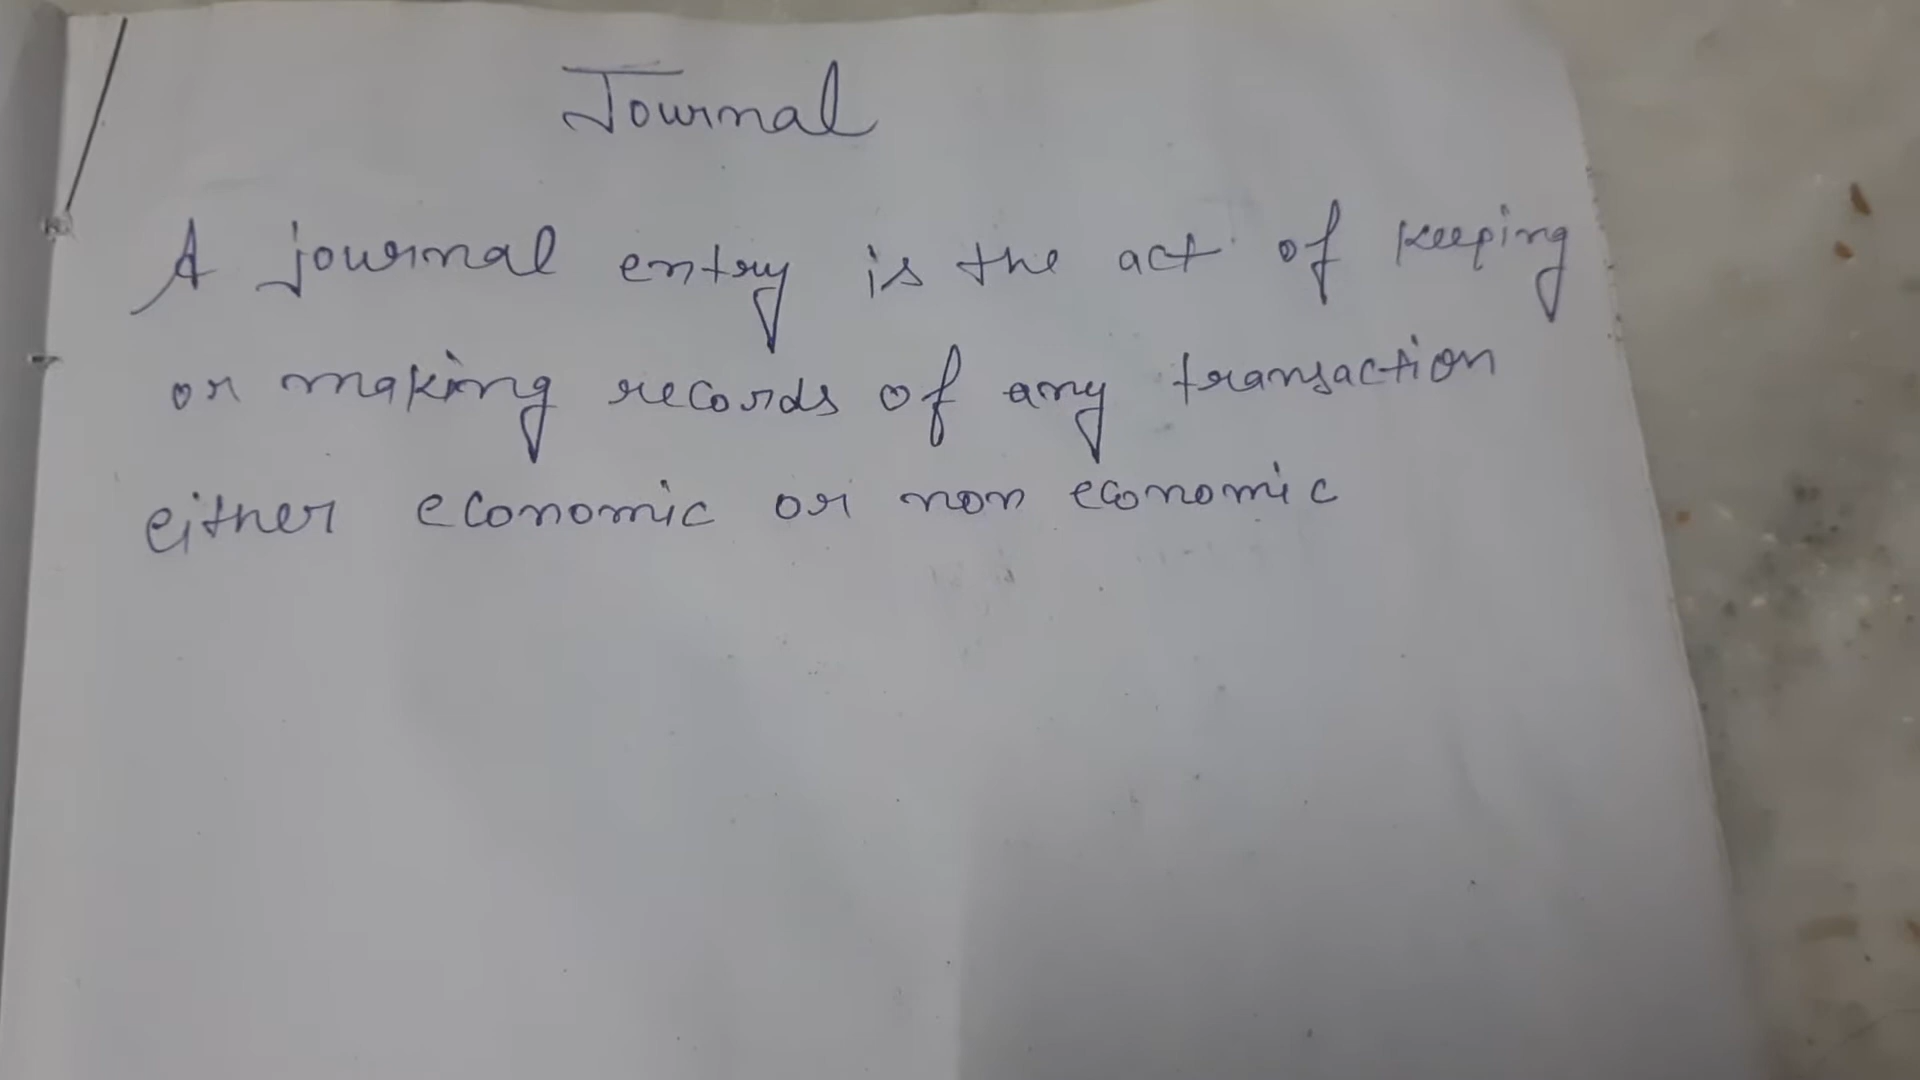 Journal
A journal entry is the act of keeping
or making records of any transaction
either economic or non economic